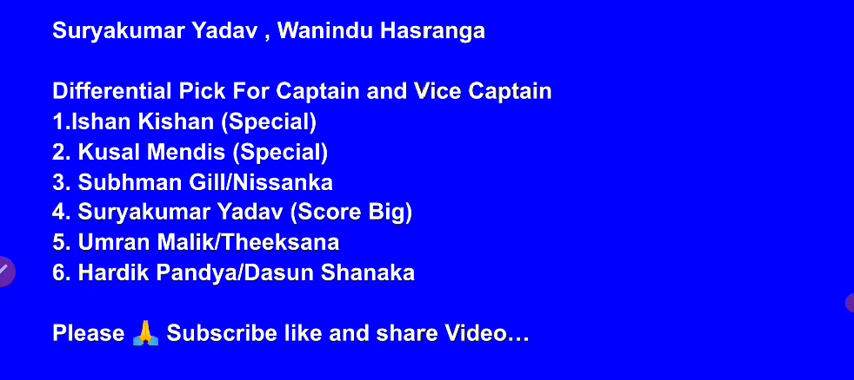 Suryakumar Yadav , Wanindu Hasranga
Differential Pick For Captain and Vice Captain
1.Ishan Kishan (Special)
2. Kusal Mendis (Special)
3. Subhman Gill/Nissanka
4. Suryakumar Yadav (Score Big)
5. Umran Malik/Theeksana
6. Hardik Pandya/Dasun Shanaka
Please 🙏 Subscribe like and share Video...